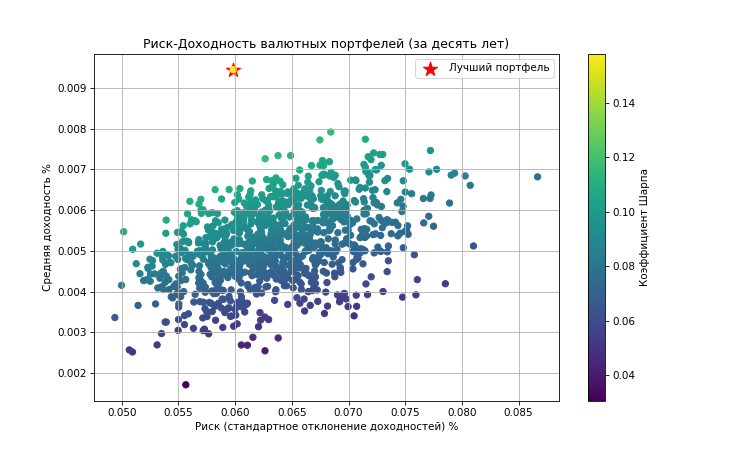 Риск-Доходность валютных портфелей (за десять лет)
Лучший портфель
Средняя доходность %
0.009
0.008
0.007
0.006
0.005
0.004
0.003
0.002
0.050 0.055 0.060 0.065 0.070 0.075 0.080 0.085
Риск (стандартное отклонение доходностей) %
0.14
0.12
0.10
0.08
0.06
0.04
Коэффициент Шарпа